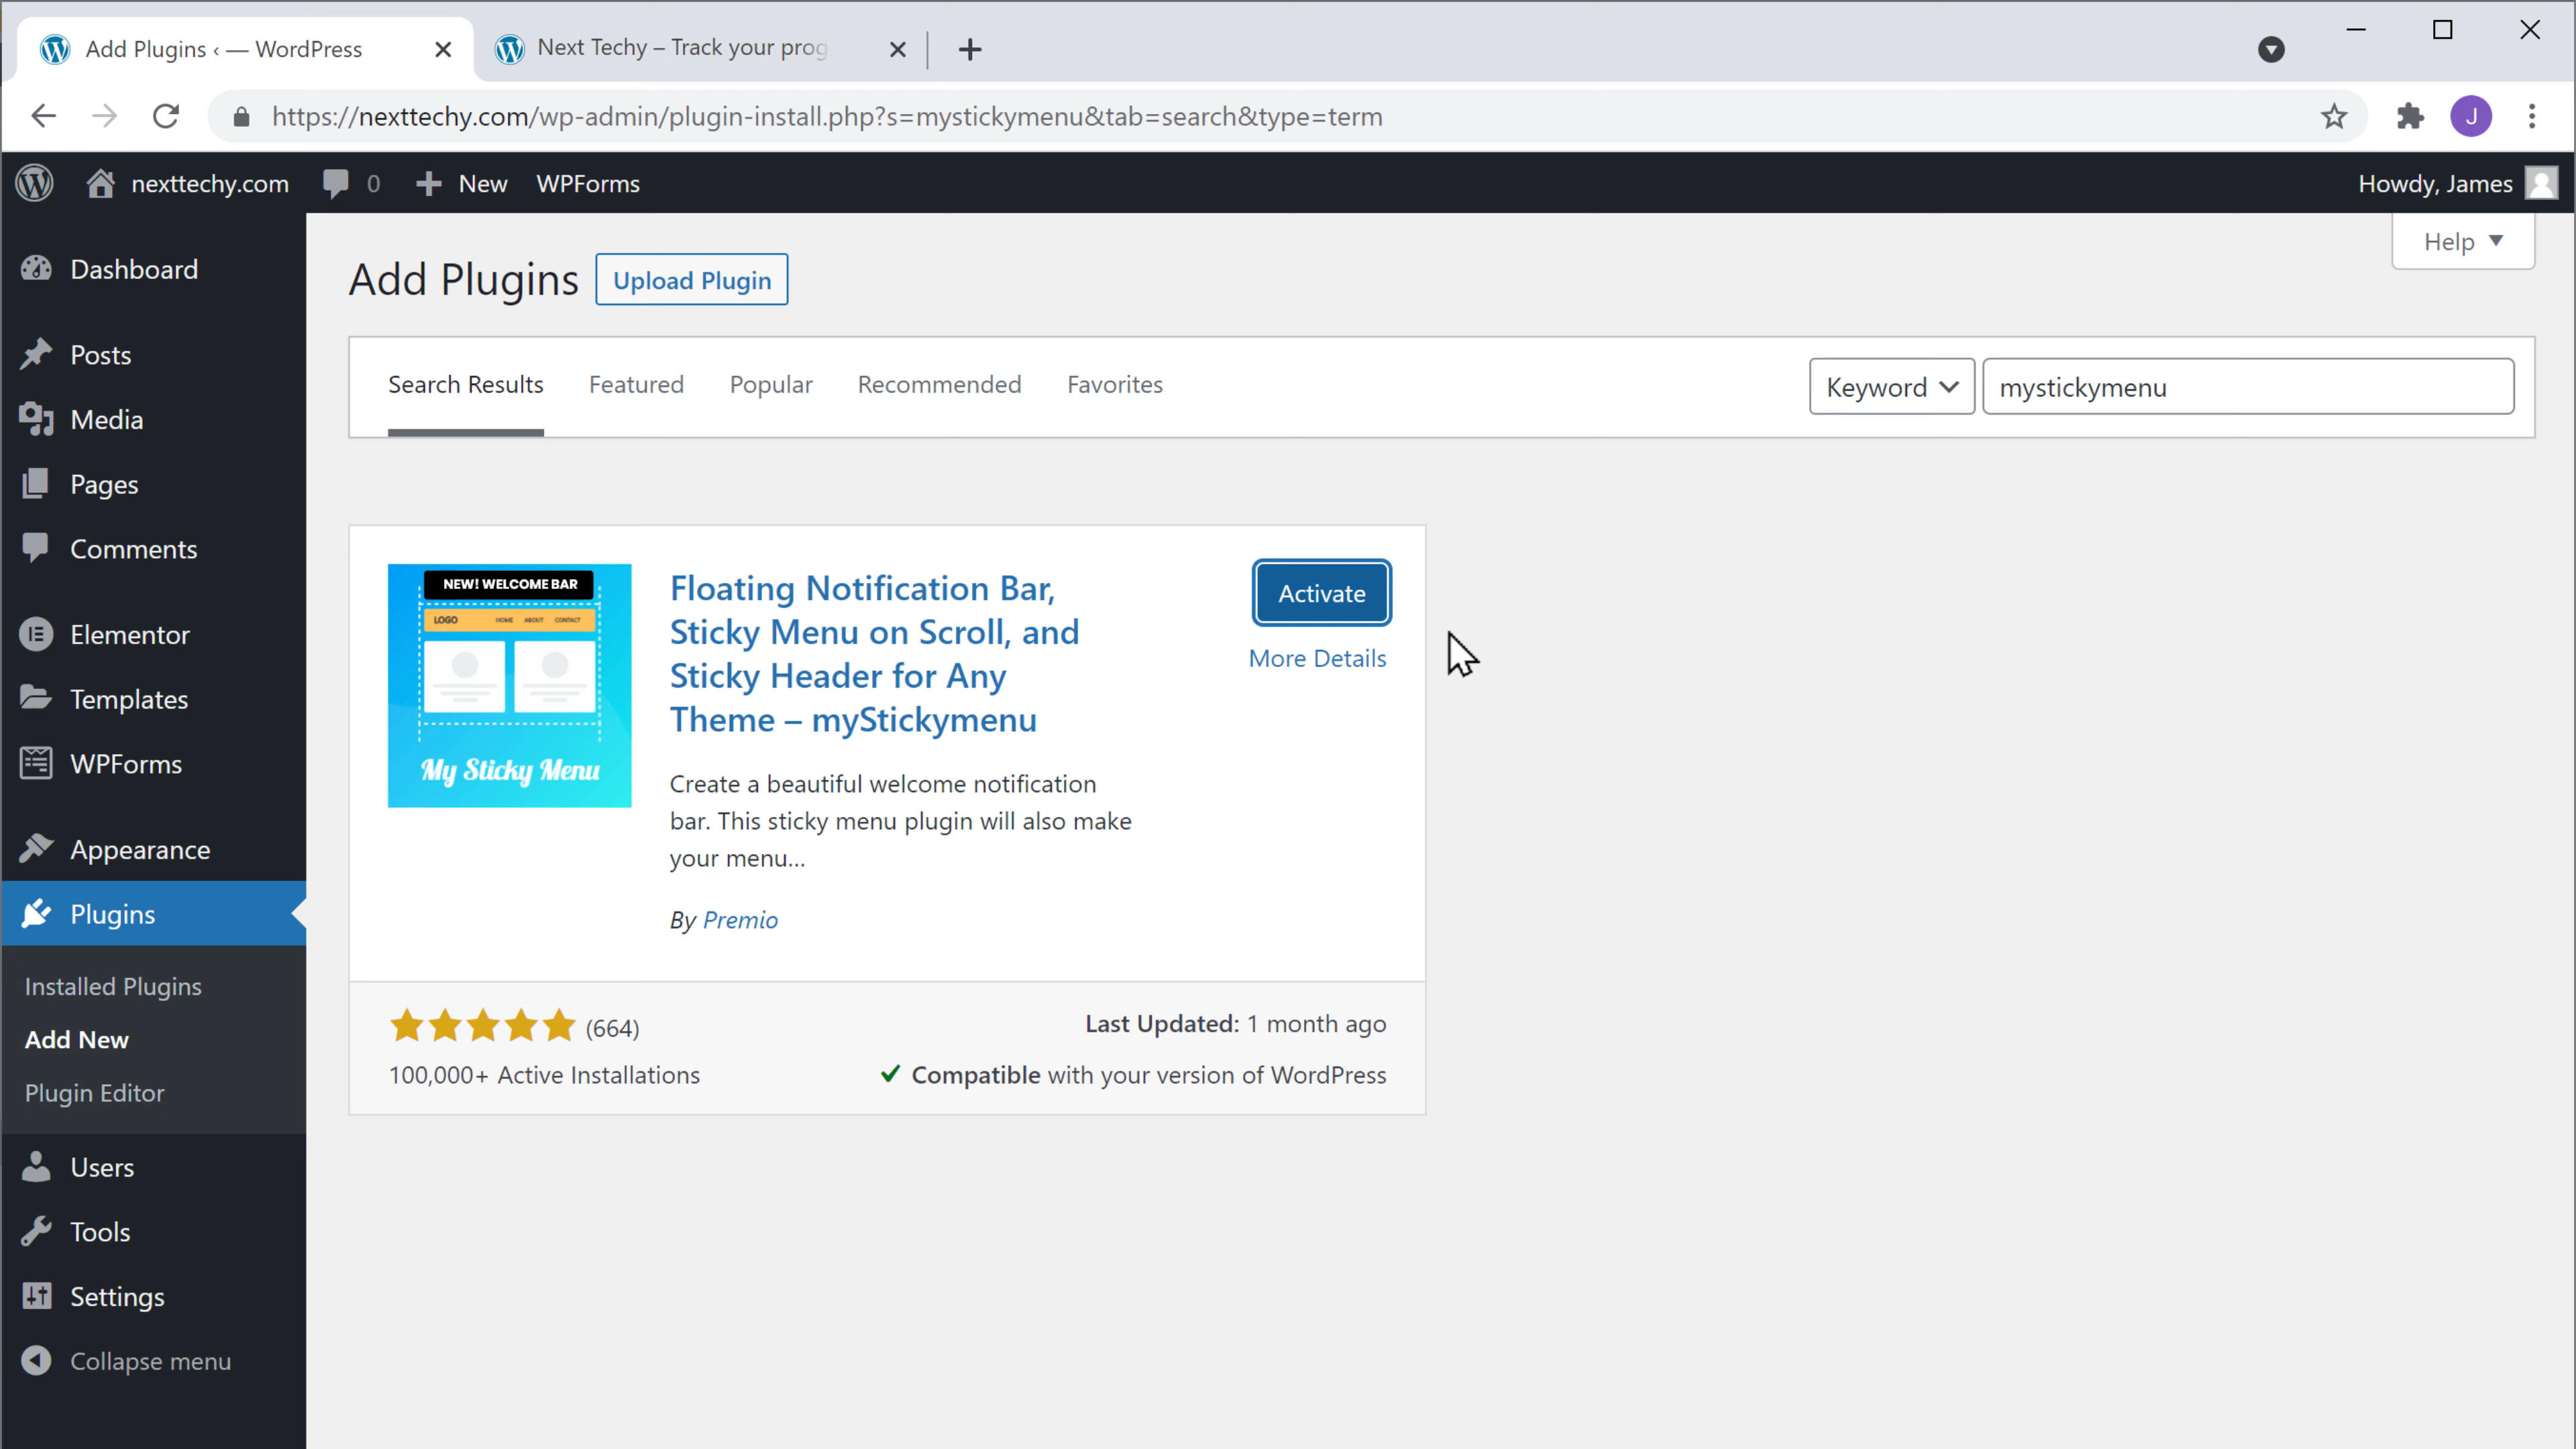 Add Plugins ‹ — WordPress
Next Techy – Track your prog
https://nexttechy.com/wp-admin/plugin-install.php?s=mystickymenu&tab=search&type=term
J
nexttechy.com
0
New
WPForms
Howdy, James
Help
Dashboard
Posts
Media
Pages
Comments
Elementor
Templates
WPForms
Appearance
Plugins
Installed Plugins
Add New
Plugin Editor
Users
Tools
Settings
Collapse menu
Add Plugins
Upload Plugin
Search Results
Featured
Popular
Recommended
Favorites
Keyword
mystickymenu
NEW! WELCOME BAR
LOGO
HOME ABOUT CONTACT
My Sticky Menu
Floating Notification Bar,
Sticky Menu on Scroll, and
Sticky Header for Any
Theme – myStickymenu
Activate
More Details
Create a beautiful welcome notification
bar. This sticky menu plugin will also make
your menu...
By Premio
(664)
100,000+ Active Installations
Last Updated: 1 month ago
Compatible with your version of WordPress